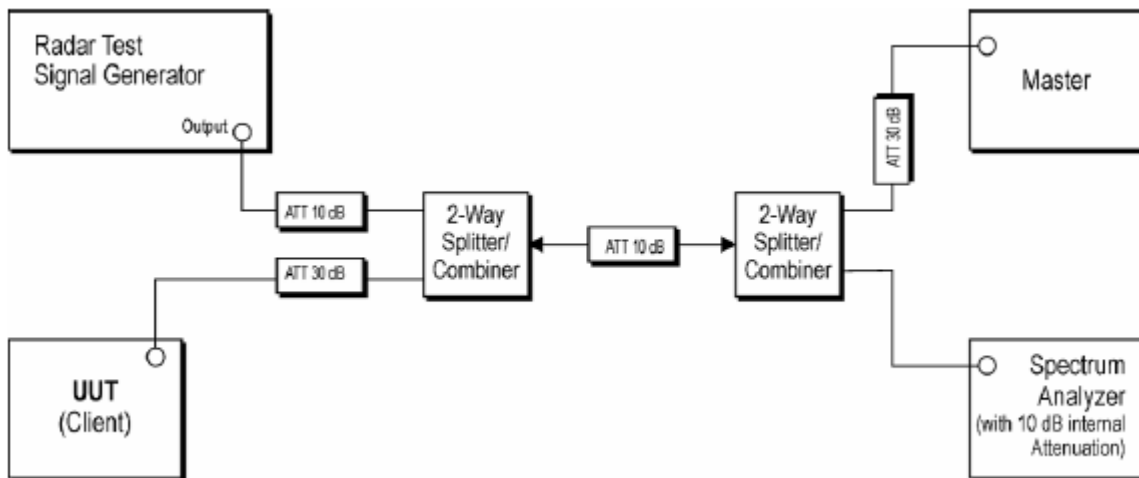 Radar Test
Signal Generator
Output
ATT 10 dB
2-Way
Splitter/
Combiner
ATT 30 dB
UUT
(Client)
ATT 10 dB
2-Way
Splitter/
Combiner
ATT 30 dB
Master
Spectrum
Analyzer
(with 10 dB internal
Attenuation)